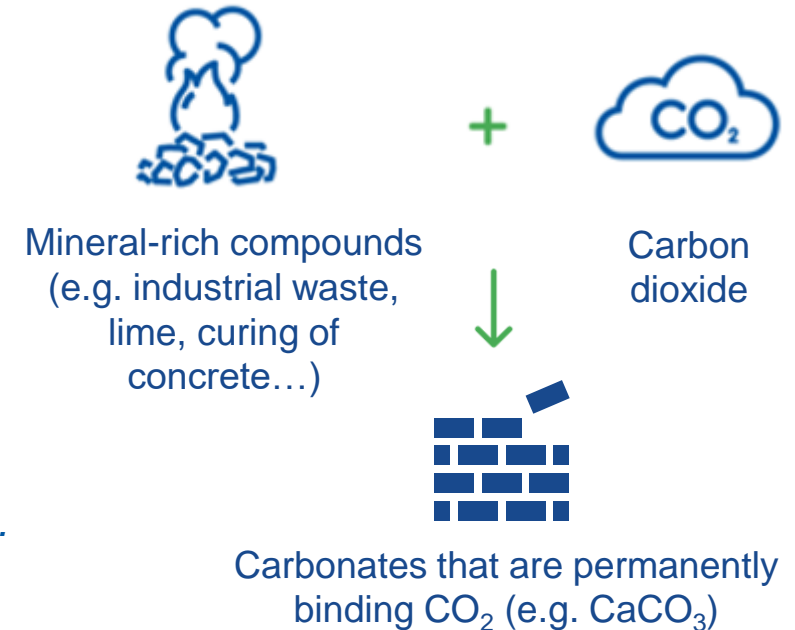 CO₂
+
Mineral-rich compounds
(e.g. industrial waste,
lime, curing of
concrete…)
Carbon
dioxide
.
Carbonates that are permanently
binding CO₂ (e.g. CaCO₃)